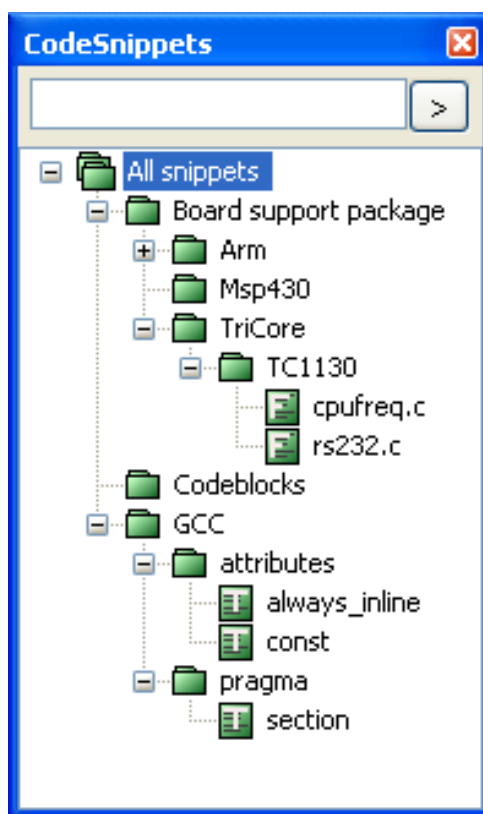 CodeSnippets
>
All snippets
Board support package
Arm
Msp430
TriCore
TC1130
cpufreq.c
rs232.c
Codeblocks
GCC
attributes
always_inline
const
pragma
section